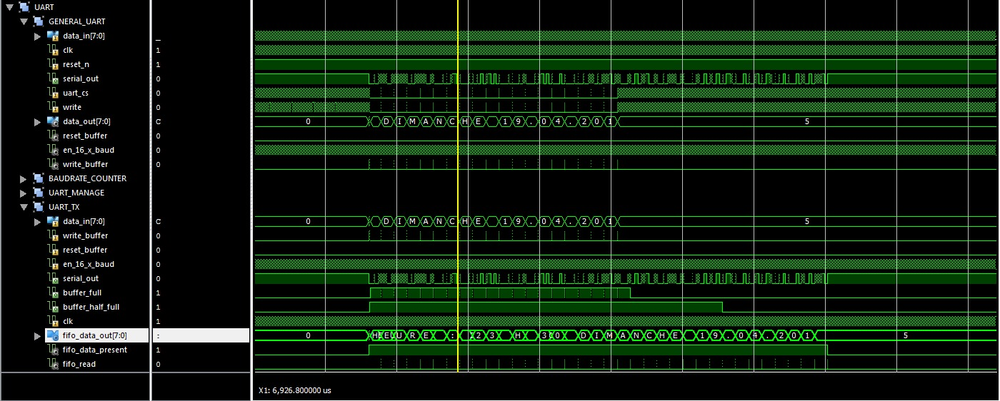 UART
GENERAL_UART
data_in[7:0] _
clk 1
reset_n 1
serial_out 0
uart_cs 0
write 0
data_out[7:0] C 0 D I M A N C H E 1 9 . 0 4 . 2 0 1 5
reset_buffer 0
en_16_x_baud 0
write_buffer 0
BAUDRATE_COUNTER
UART_MANAGE
UART_TX
data_in[7:0] C 0 D I M A N C H E 1 9 . 0 4 . 2 0 1 5
write_buffer 0
reset_buffer 0
en_16_x_baud 0
serial_out 0
buffer_full 1
buffer_half_full 1
clk 1
fifo_data_out[7:0] : 0 U R E : 2 3 H D I M A N C H E 1 9 . 0 4 . 2 0 1 5
fifo_data_present 1
fifo_read 0
X1: 6,926.800000 us